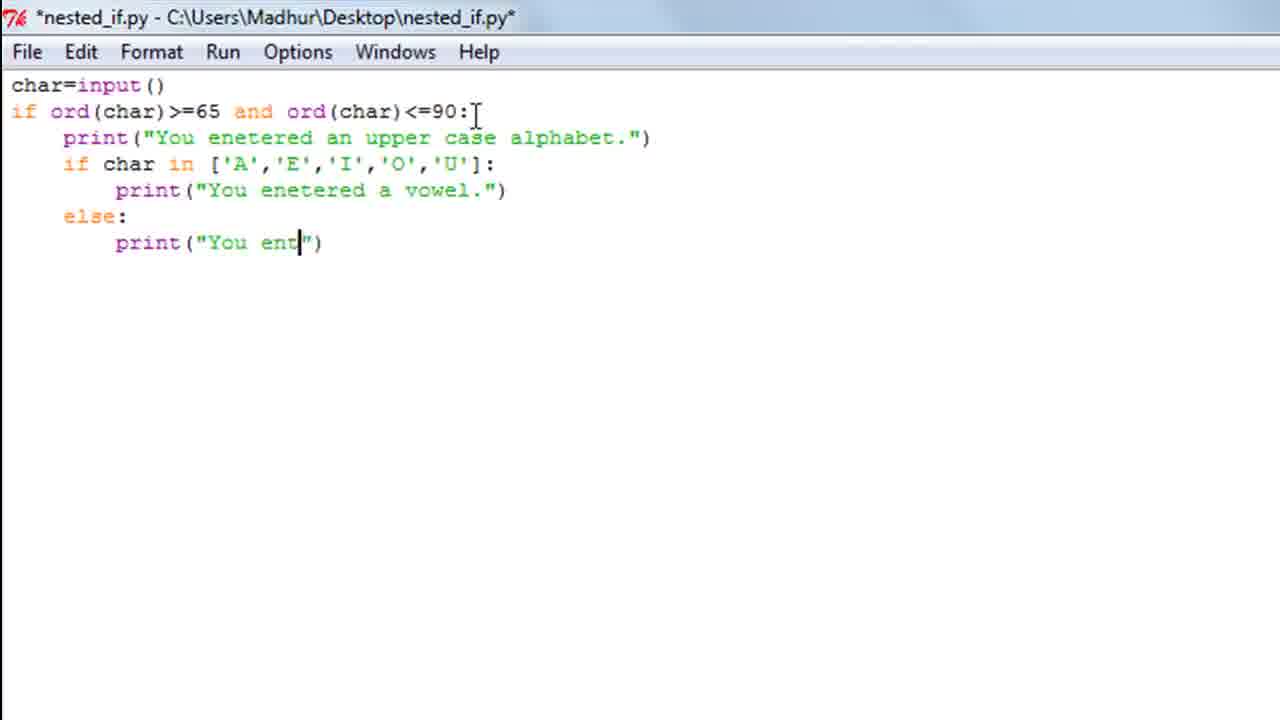 *nested_if.py - C:\Users\Madhur\Desktop\nested_if.py*
File Edit Format Run Options Windows Help
char=input()
if ord(char)>=65 and ord(char)<=90:
    print("You enetered an upper case alphabet.")
    if char in ['A','E','I','O','U']:
        print("You enetered a vowel.")
    else:
        print("You ent")